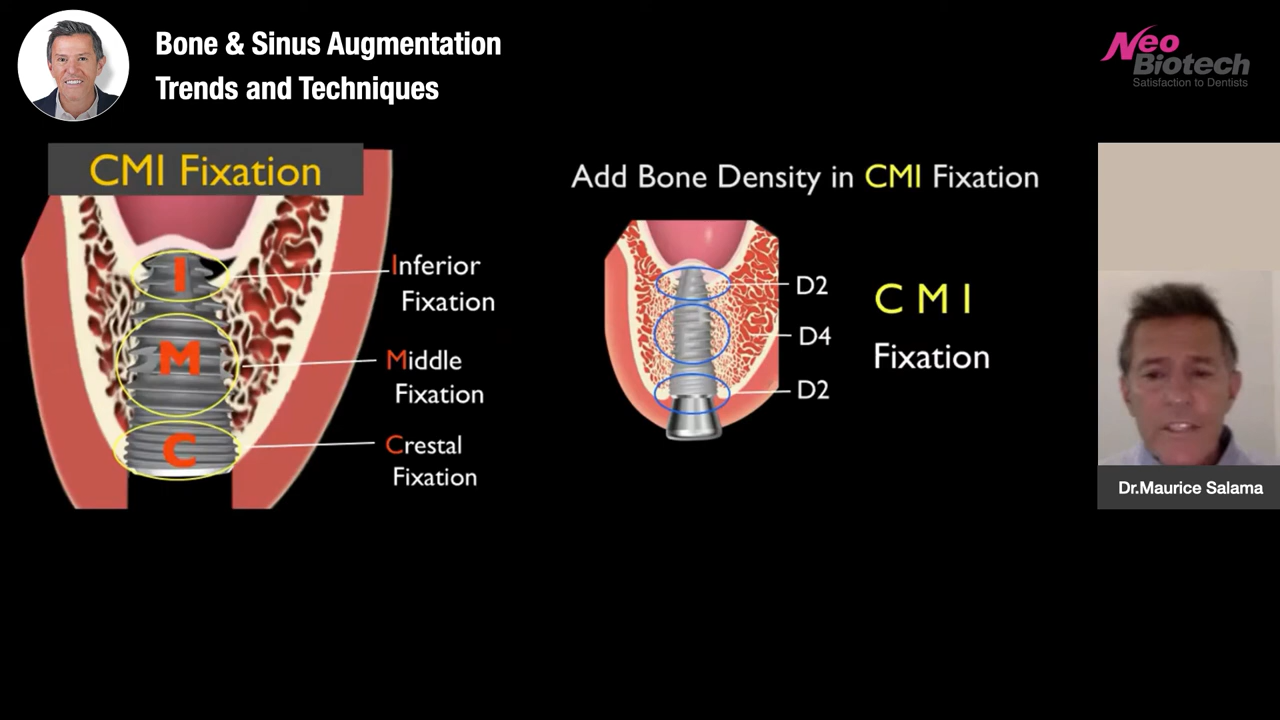 Bone & Sinus Augmentation
Trends and Techniques
Neo
Biotech
Satisfaction to Dentists
CMI Fixation
I
M
C
Inferior
Fixation
Middle
Fixation
Crestal
Fixation
Add Bone Density in CMI Fixation
D2
D4
D2
C M I
Fixation
Dr.Maurice Salama